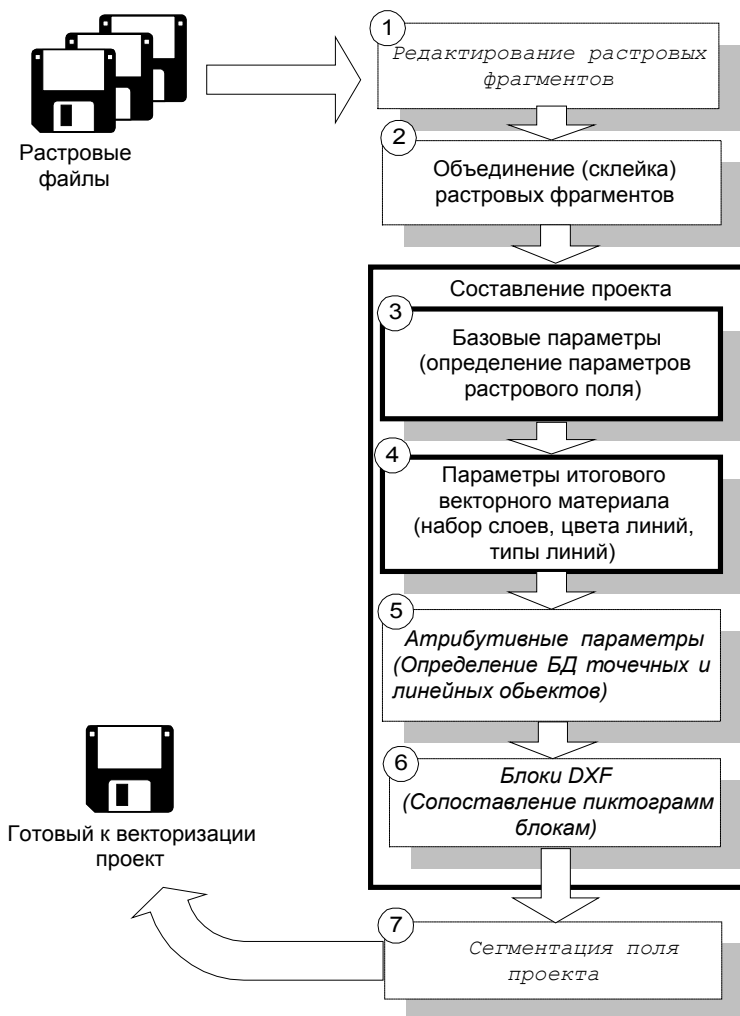 1
Редактирование растровых
фрагментов
Растровые
файлы
2
Объединение (склейка)
растровых фрагментов
Составление проекта
3
Базовые параметры
(определение параметров
растрового поля)
4
Параметры итогового
векторного материала
(набор слоев, цвета линий,
типы линий)
5
Атрибутивные параметры
(Определение БД точечных и
линейных обьектов)
6
Блоки DXF
(Сопоставление пиктограмм
блокам)
Готовый к векторизации
проект
7
Сегментация поля
проекта